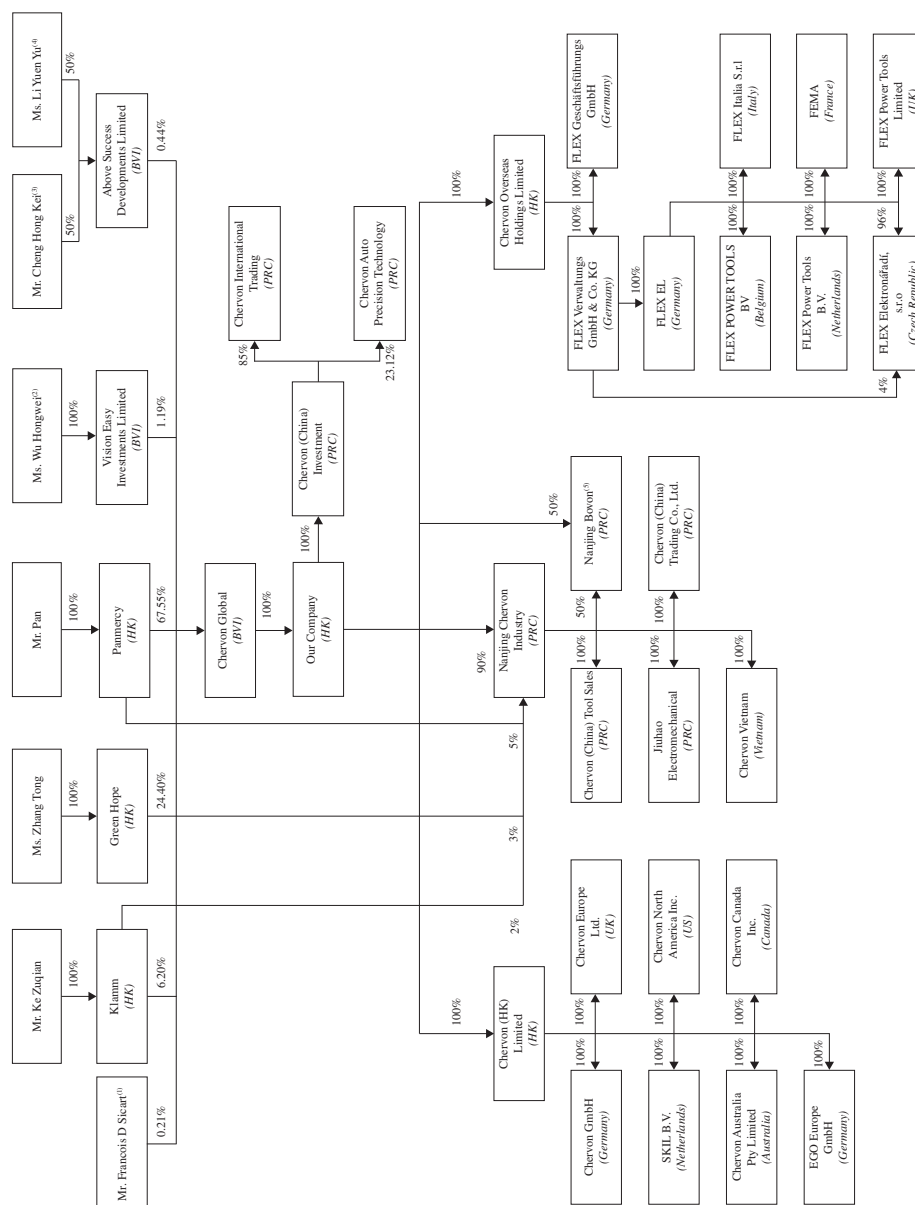 Mr. Francois D Sicart(1)
Mr. Ke Zuqian
Ms. Zhang Tong
Mr. Pan
Ms. Wu Hongwei(2)
Mr. Cheng Hong Kei(3)
Ms. Li Yuen Yu(4)
100%
100%
100%
100%
50%
50%
Klamm
(HK)
Green Hope
(HK)
Panmercy
(HK)
Vision Easy
Investments Limited
(BVI)
Above Success
Developments Limited
(BVI)
0.21%
6.20%
24.40%
67.55%
1.19%
0.44%
Chervon Global
(BVI)
100%
Our Company
(HK)
100%
Chervon (China)
Investment
(PRC)
85%
Chervon International
Trading
(PRC)
23.12%
Chervon Auto
Precision Technology
(PRC)
2%
3%
5%
90%
100%
50%
100%
Chervon (HK)
Limited
(HK)
Nanjing Chervon
Industry
(PRC)
Chervon Overseas
Holdings Limited
(HK)
100%
100%
Chervon GmbH
(Germany)
Chervon Europe
Ltd.
(UK)
100%
100%
SKIL B.V.
(Netherlands)
Chervon North
America Inc.
(US)
100%
100%
Chervon Australia
Pty Limited
(Australia)
Chervon Canada
Inc.
(Canada)
100%
EGO Europe
GmbH
(Germany)
100%
50%
Chervon (China) Tool Sales
(PRC)
Nanjing Bovon(5)
(PRC)
100%
100%
Jiuhao
Electromechanical
(PRC)
Chervon (China)
Trading Co., Ltd.
(PRC)
100%
Chervon Vietnam
(Vietnam)
100%
100%
FLEX Verwaltungs
GmbH & Co. KG
(Germany)
FLEX Geschäftsführungs
GmbH
(Germany)
100%
FLEX EL
(Germany)
100%
100%
FLEX POWER TOOLS
BV
(Belgium)
FLEX Italia S.r.l
(Italy)
100%
100%
FLEX Power Tools
B.V.
(Netherlands)
FEMA
(France)
4%
96%
100%
FLEX Elektronářadí,
s.r.o
(Czech Republic)
FLEX Power Tools
Limited
(UK)